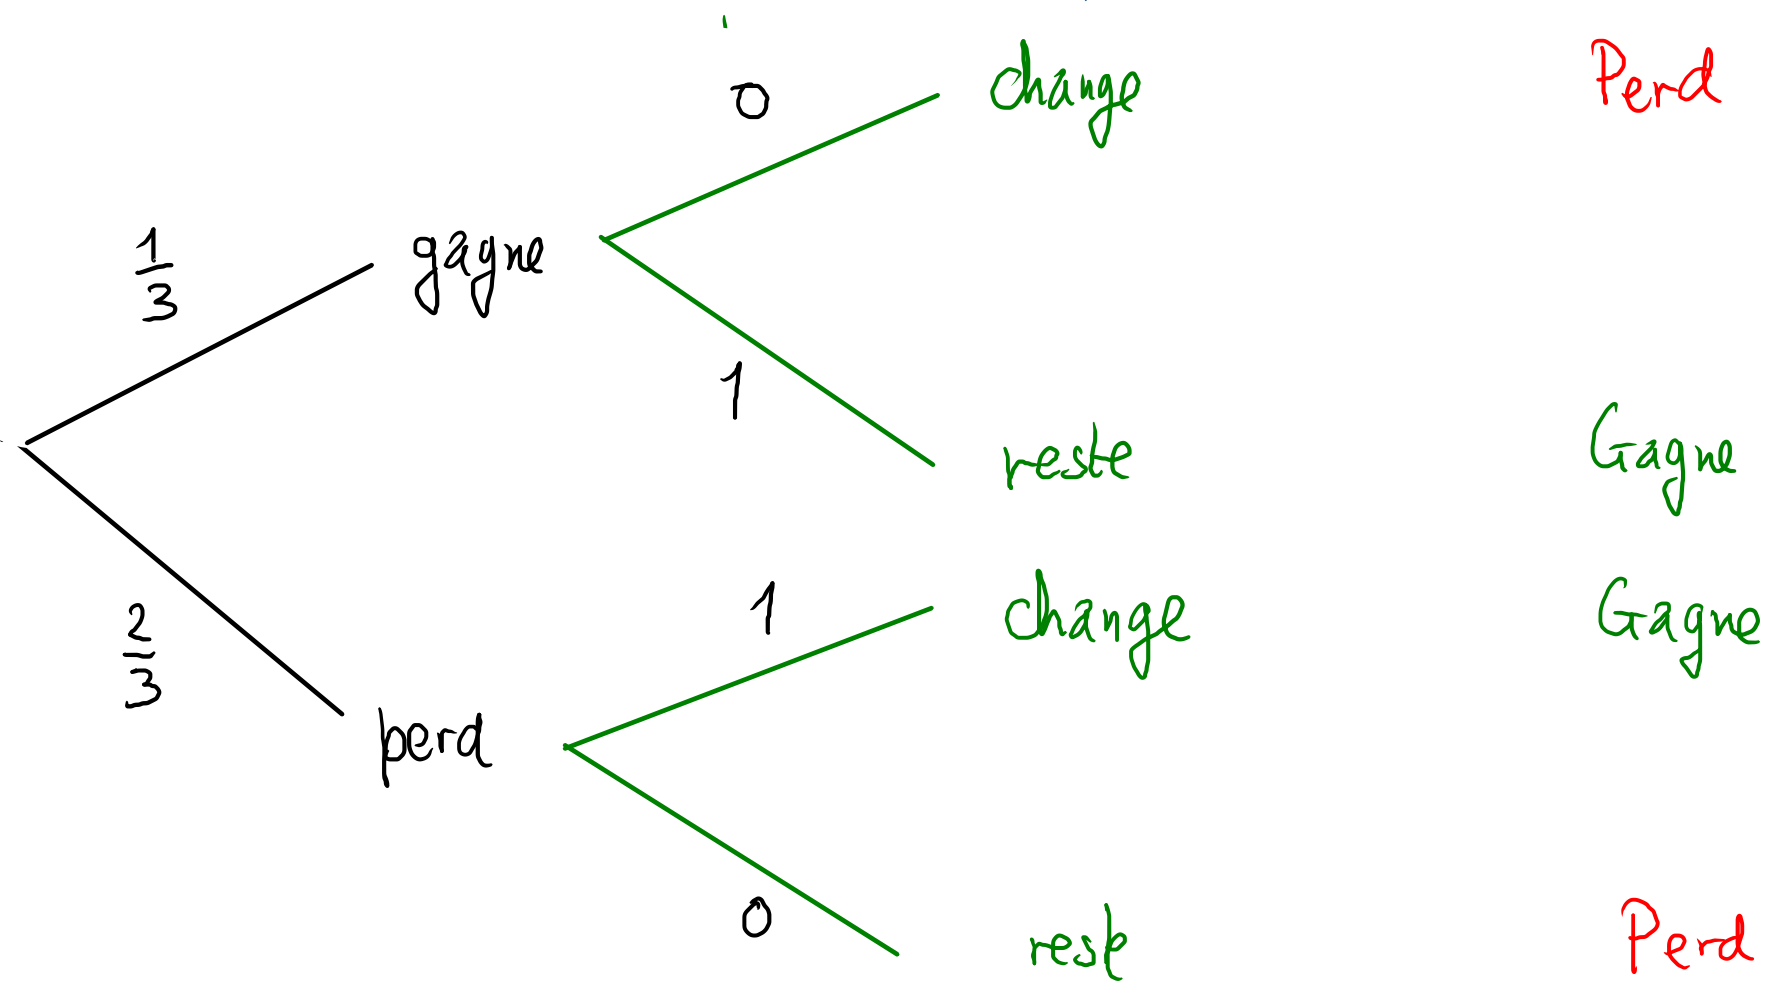 0 change Perd
1/3 gagne
1 reste Gagne
1 change Gagne
2/3 perd
0 reste Perd